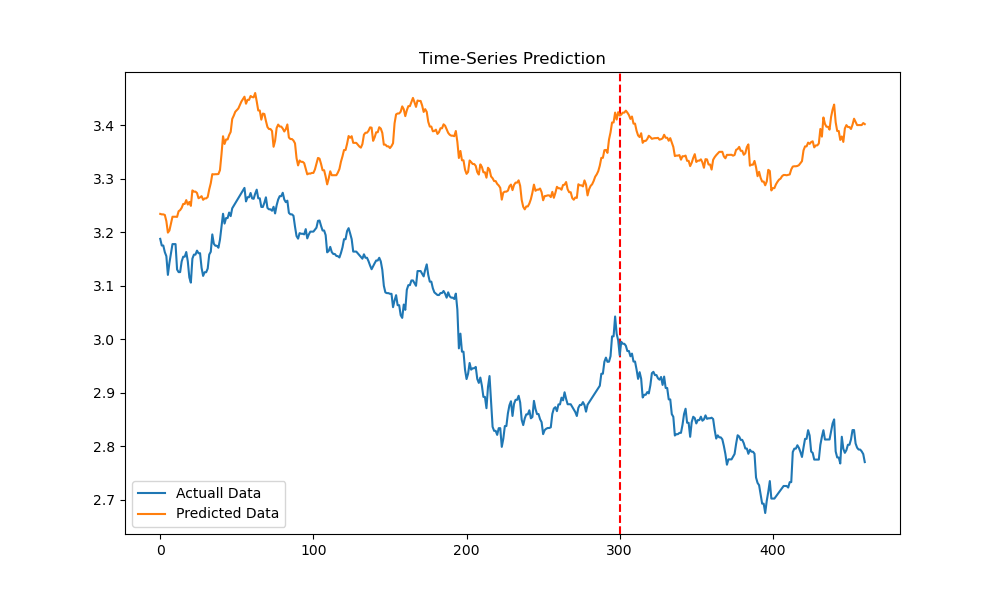 Time-Series Prediction
3.4
3.3
3.2
3.1
3.0
2.9
2.8
2.7
Actuall Data
Predicted Data
0 100 200 300 400